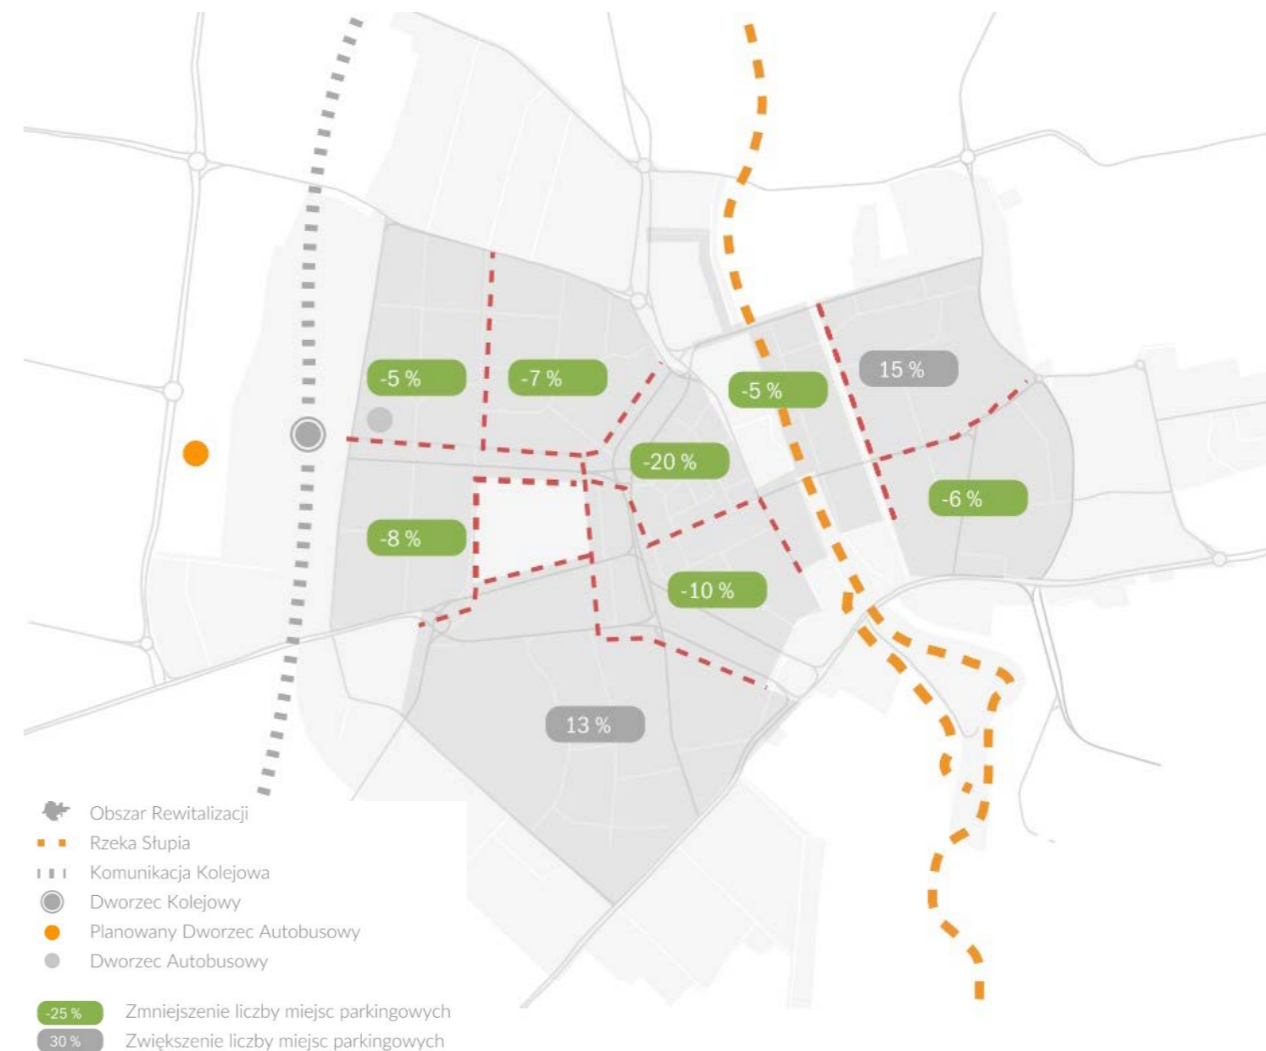 -5 %
-7 %
-5 %
15 %
-20 %
-6 %
-8 %
-10 %
13 %
Obszar Rewitalizacji
Rzeka Słupia
Komunikacja Kolejowa
Dworzec Kolejowy
Planowany Dworzec Autobusowy
Dworzec Autobusowy
-25 % Zmniejszenie liczby miejsc parkingowych
30 % Zwiększenie liczby miejsc parkingowych